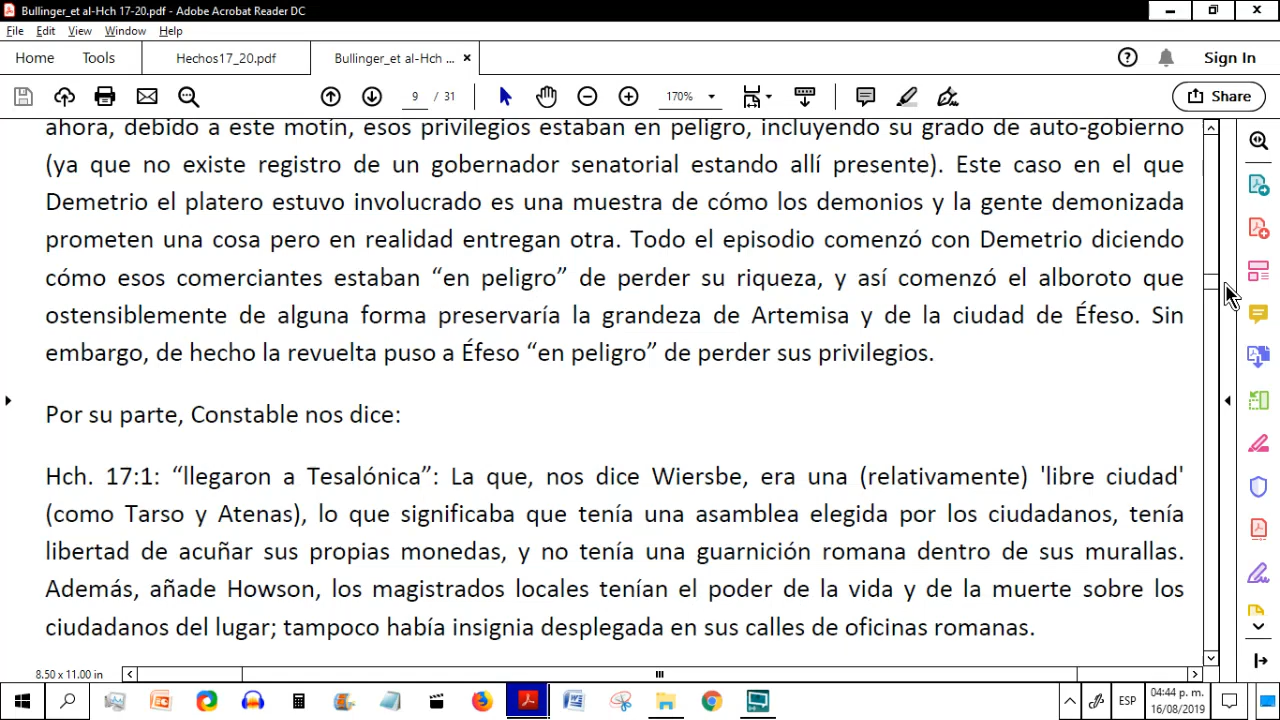 Bullinger_et al-Hch 17-20.pdf - Adobe Acrobat Reader DC
File Edit View Window Help
Home Tools Hechos17_20.pdf Bullinger_et al-Hch ... × Sign In
9 / 31 170% Share
ahora, debido a este motín, esos privilegios estaban en peligro, incluyendo su grado de auto-gobierno
(ya que no existe registro de un gobernador senatorial estando allí presente). Este caso en el que
Demetrio el platero estuvo involucrado es una muestra de cómo los demonios y la gente demonizada
prometen una cosa pero en realidad entregan otra. Todo el episodio comenzó con Demetrio diciendo
cómo esos comerciantes estaban “en peligro” de perder su riqueza, y así comenzó el alboroto que
ostensiblemente de alguna forma preservaría la grandeza de Artemisa y de la ciudad de Éfeso. Sin
embargo, de hecho la revuelta puso a Éfeso “en peligro” de perder sus privilegios.
Por su parte, Constable nos dice:
Hch. 17:1: “llegaron a Tesalónica”: La que, nos dice Wiersbe, era una (relativamente) 'libre ciudad'
(como Tarso y Atenas), lo que significaba que tenía una asamblea elegida por los ciudadanos, tenía
libertad de acuñar sus propias monedas, y no tenía una guarnición romana dentro de sus murallas.
Además, añade Howson, los magistrados locales tenían el poder de la vida y de la muerte sobre los
ciudadanos del lugar; tampoco había insignia desplegada en sus calles de oficinas romanas.
8.50 x 11.00 in
ESP 04:44 p. m.
16/08/2019